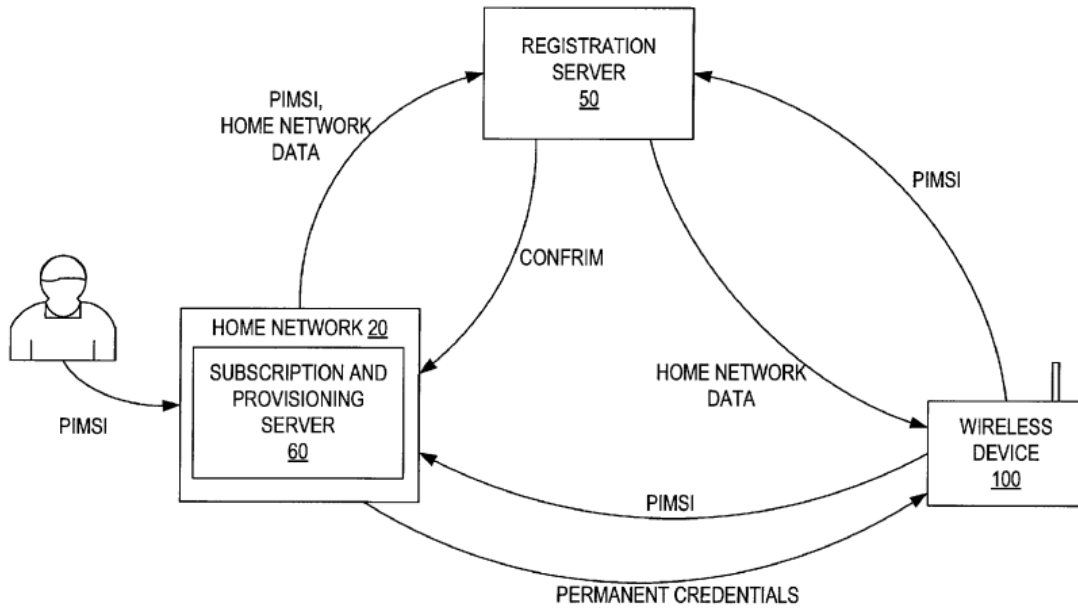 REGISTRATION
SERVER
50
PIMSI,
HOME NETWORK
DATA
PIMSI
CONFRIM
HOME NETWORK 20
SUBSCRIPTION AND
PROVISIONING
SERVER
60
PIMSI
HOME NETWORK
DATA
WIRELESS
DEVICE
100
PIMSI
PERMANENT CREDENTIALS